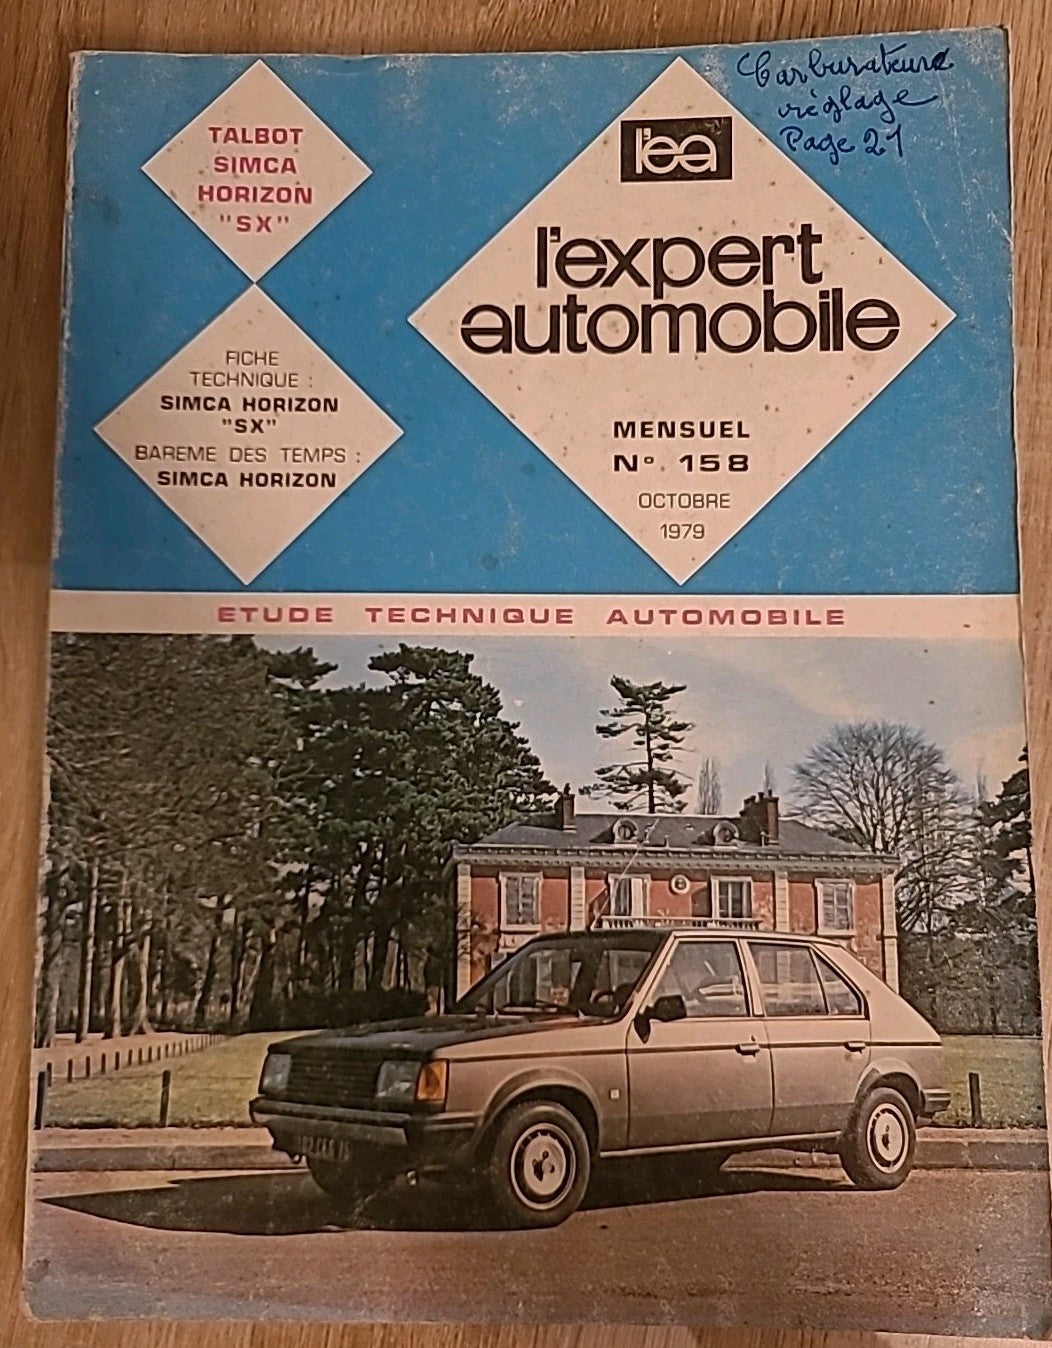 Carburateur
réglage
Page 21
TALBOT
SIMCA
HORIZON
"SX"
l'ea
l'expert
automobile
MENSUEL
Nº. 158
OCTOBRE
1979
FICHE
TECHNIQUE :
SIMCA HORIZON
"SX"
BAREME DES TEMPS :
SIMCA HORIZON
ETUDE TECHNIQUE AUTOMOBILE